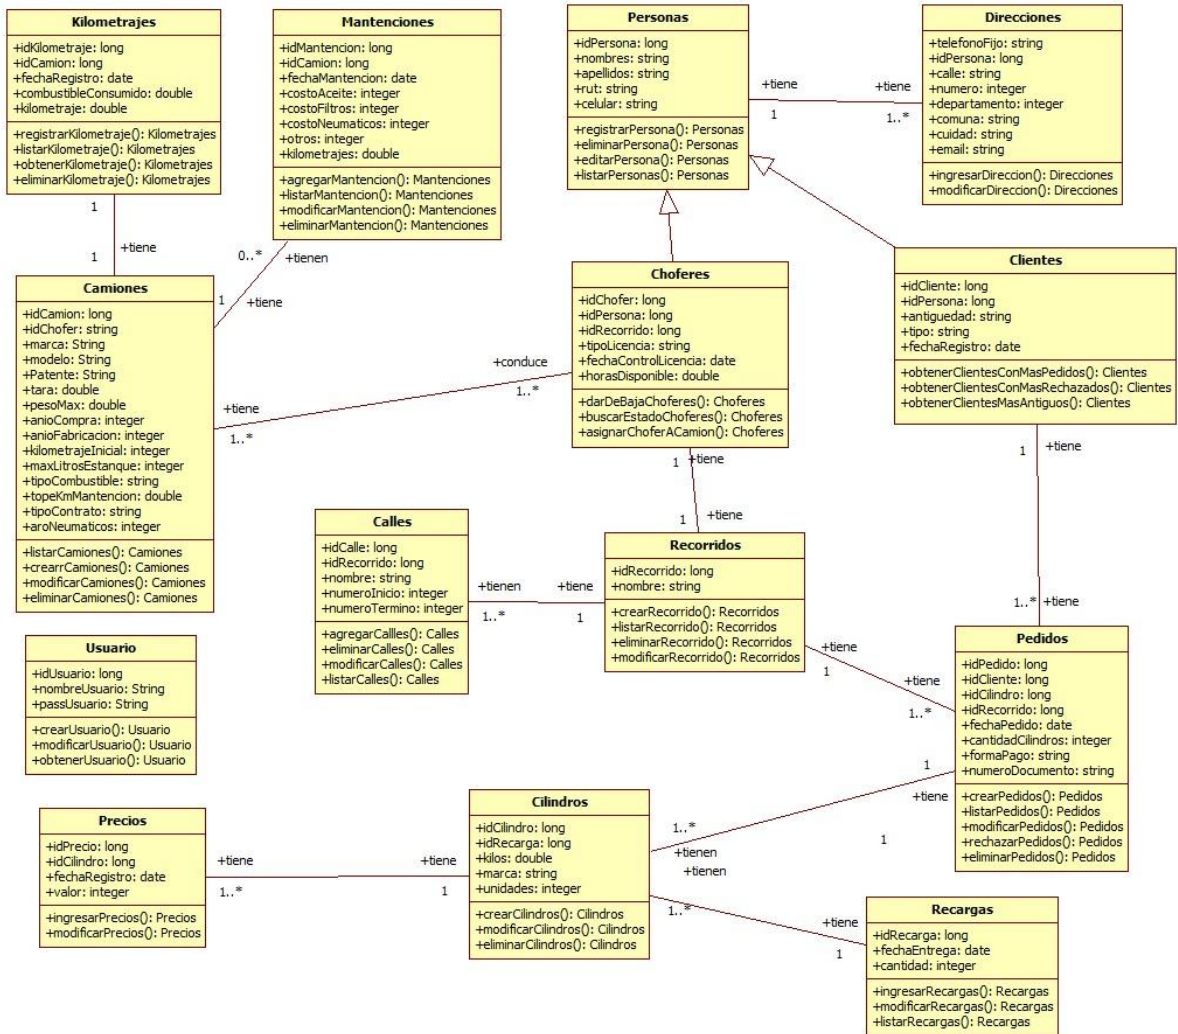 Kilometrajes
+idKilometraje: long
+idCamion: long
+fechaRegistro: date
+combustibleConsumido: double
+kilometraje: double
+registrarKilometraje(): Kilometrajes
+listarKilometraje(): Kilometrajes
+obtenerKilometraje(): Kilometrajes
+eliminarKilometraje(): Kilometrajes
Mantenciones
+idMantencion: long
+idCamion: long
+fechaMantencion: date
+costoAceite: integer
+costoFiltros: integer
+costoNeumaticos: integer
+otros: integer
+kilometrajes: double
+agregarMantencion(): Mantenciones
+listarMantencion(): Mantenciones
+modificarMantencion(): Mantenciones
+eliminarMantencion(): Mantenciones
Personas
+idPersona: long
+nombres: string
+apellidos: string
+rut: string
+celular: string
+registrarPersona(): Personas
+eliminarPersona(): Personas
+editarPersona(): Personas
+listarPersonas(): Personas
+tiene
1
+tiene
1..*
Direcciones
+telefonoFijo: string
+idPersona: long
+calle: string
+numero: integer
+departamento: integer
+comuna: string
+cuidad: string
+email: string
+ingresarDireccion(): Direcciones
+modificarDireccion(): Direcciones
1
+tiene
1
0..*
+tienen
1
+tiene
Camiones
+idCamion: long
+idChofer: string
+marca: String
+modelo: String
+Patente: String
+tara: double
+pesoMax: double
+anioCompra: integer
+anioFabricacion: integer
+kilometrajeInicial: integer
+maxLitrosEstanque: integer
+tipoCombustible: string
+topeKmMantencion: double
+tipoContrato: string
+aroNeumaticos: integer
+listarCamiones(): Camiones
+crearrCamiones(): Camiones
+modificarCamiones(): Camiones
+eliminarCamiones(): Camiones
+tiene
1..*
+conduce
1..*
Choferes
+idChofer: long
+idPersona: long
+idRecorrido: long
+tipoLicencia: string
+fechaControlLicencia: date
+horasDisponible: double
+darDeBajaChoferes(): Choferes
+buscarEstadoChoferes(): Choferes
+asignarChoferACamion(): Choferes
Clientes
+idCliente: long
+idPersona: long
+antiguedad: string
+tipo: string
+fechaRegistro: date
+obtenerClientesConMasPedidos(): Clientes
+obtenerClientesConMasRechazados(): Clientes
+obtenerClientesMasAntiguos(): Clientes
1
+tiene
1
+tiene
1
1..*
+tiene
Calles
+idCalle: long
+idRecorrido: long
+nombre: string
+numeroInicio: integer
+numeroTermino: integer
+agregarCallles(): Calles
+eliminarCalles(): Calles
+modificarCalles(): Calles
+listarCalles(): Calles
+tienen
1..*
+tiene
1
Recorridos
+idRecorrido: long
+nombre: string
+crearRecorrido(): Recorridos
+listarRecorrido(): Recorridos
+eliminarRecorrido(): Recorridos
+modificarRecorrido(): Recorridos
+tiene
1
+tiene
1..*
Pedidos
+idPedido: long
+idCliente: long
+idCilindro: long
+idRecorrido: long
+fechaPedido: date
+cantidadCilindros: integer
+formaPago: string
+numeroDocumento: string
+crearPedidos(): Pedidos
+listarPedidos(): Pedidos
+modificarPedidos(): Pedidos
+rechazarPedidos(): Pedidos
+eliminarPedidos(): Pedidos
Usuario
+idUsuario: long
+nombreUsuario: String
+passUsuario: String
+crearUsuario(): Usuario
+modificarUsuario(): Usuario
+obtenerUsuario(): Usuario
Precios
+idPrecio: long
+idCilindro: long
+fechaRegistro: date
+valor: integer
+ingresarPrecios(): Precios
+modificarPrecios(): Precios
+tiene
1..*
+tiene
1
Cilindros
+idCilindro: long
+idRecarga: long
+kilos: double
+marca: string
+unidades: integer
+crearCilindros(): Cilindros
+modificarCilindros(): Cilindros
+eliminarCilindros(): Cilindros
1
+tiene
1..*
+tienen
1
+tienen
1..*
+tiene
1
Recargas
+idRecarga: long
+fechaEntrega: date
+cantidad: integer
+ingresarRecargas(): Recargas
+modificarRecargas(): Recargas
+listarRecargas(): Recargas